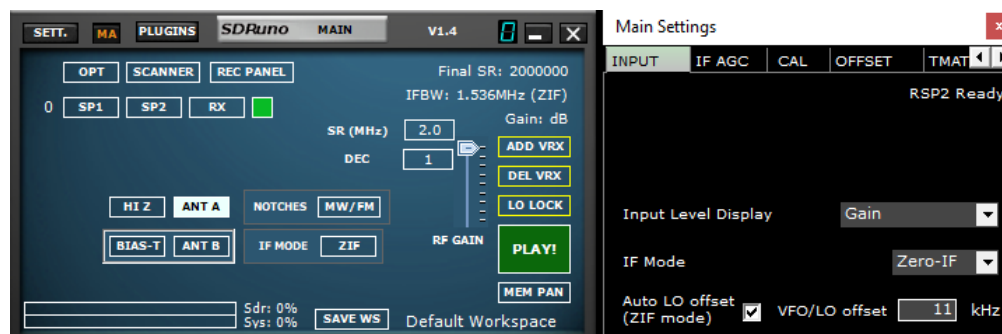 SETT. MA PLUGINS SDRuno MAIN V1.4 0
OPT SCANNER REC PANEL Final SR: 2000000
IFBW: 1.536MHz (ZIF)
0 SP1 SP2 RX Gain: dB
SR (MHz) 2.0 ADD VRX
DEC 1 DEL VRX
HI Z ANT A NOTCHES MW/FM LO LOCK
BIAS-T ANT B IF MODE ZIF RF GAIN PLAY!
MEM PAN
Sdr: 0%
Sys: 0% SAVE WS Default Workspace
Main Settings x
INPUT IF AGC CAL OFFSET TMAT
RSP2 Ready
Input Level Display Gain
IF Mode Zero-IF
Auto LO offset
(ZIF mode) VFO/LO offset 11 kHz